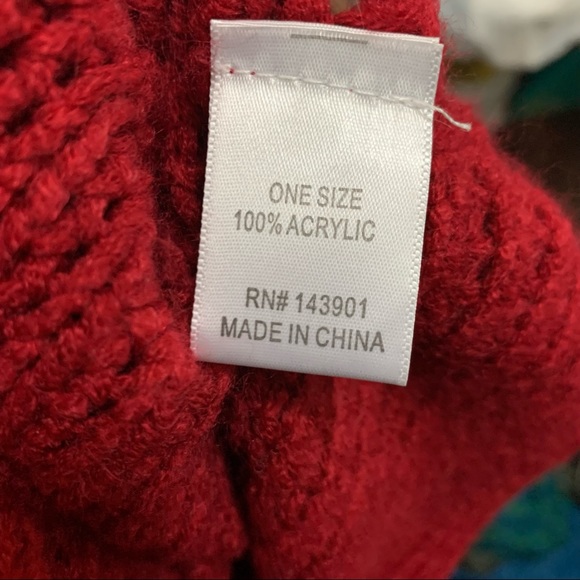 ONE SIZE
100% ACRYLIC
RN# 143901
MADE IN CHINA